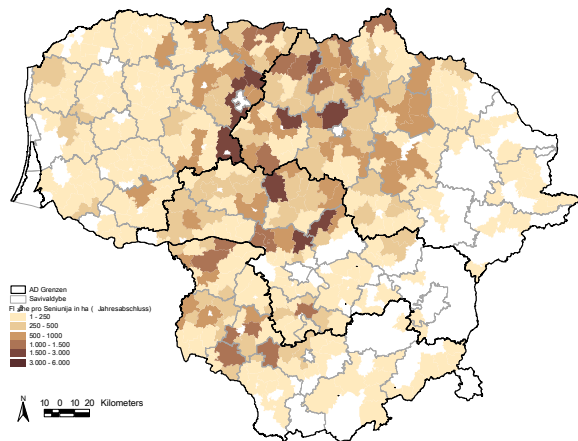 AD Grenzen
Savivaldybe
he pro Seniunija in ha ( Jahresabschluss)
1 - 250
250 - 500
500 - 1000
1.000 - 1.500
1.500 - 3.000
3.000 - 6.000
N
10 0 10 20 Kilometers